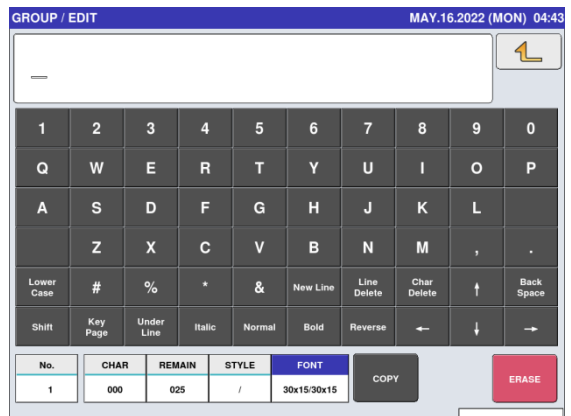 GROUP / EDIT MAY.16.2022 (MON) 04:43
1 2 3 4 5 6 7 8 9 0
Q W E R T Y U I O P
A S D F G H J K L
Z X C V B N M , .
Lower Case # % * & New Line Line Delete Char Delete ↑ Back Space
Shift Key Page Under Line Italic Normal Bold Reverse ← ↓ →
No. CHAR REMAIN STYLE FONT COPY ERASE
1 000 025 / 30x15/30x15